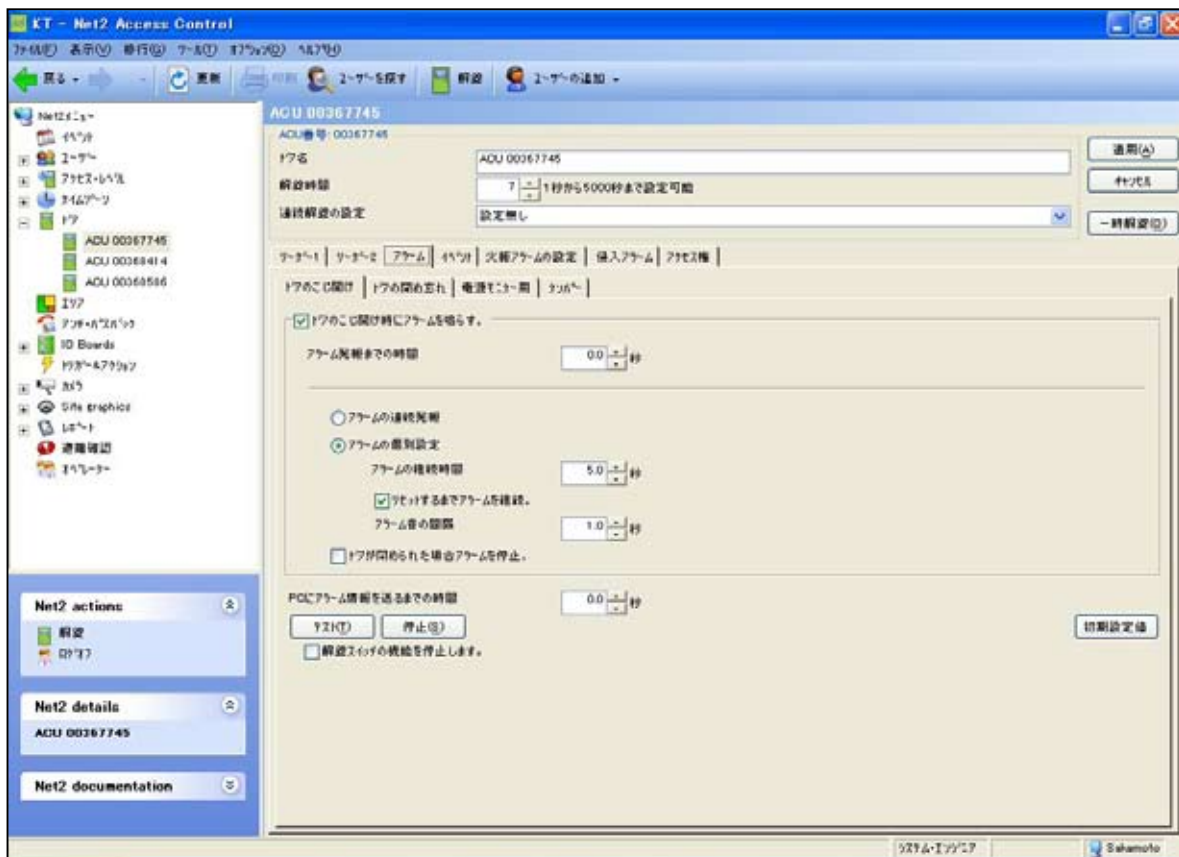 KT - Net2 Access Control
ファイル(F) 表示(V) 移行(G) ツール(T) オプション(O) ヘルプ(H)
戻る 更新 印刷 ユーザーを探す 解錠 ユーザーの追加
Net2メニュー
イベント
ユーザー
アクセス・レベル
タイムゾーン
ドア
ACU 00367745
ACU 00368414
ACU 00368586
エリア
アンチ・パスバック
IO Boards
トリガー&アクション
カメラ
Site graphics
レポート
避難確認
オペレーター
Net2 actions
解錠
ログオフ
Net2 details
ACU 00367745
Net2 documentation
ACU 00367745
ACU番号: 00367745
ドア名 ACU 00367745
解錠時間 7 1秒から5000秒まで設定可能
連続解錠の設定 設定無し
適用(A)
キャンセル
一時解錠(O)
リーダー1 リーダー2 アラーム イベント 火報アラームの設定 侵入アラーム アクセス権
ドアのこじ開け ドアの閉め忘れ 電源モニター用 タンパー
ドアのこじ開け時にアラームを鳴らす。
アラーム発報までの時間 0.0 秒
アラームの連続発報
アラームの個別設定
アラームの継続時間 5.0 秒
リセットするまでアラームを継続。
アラーム音の間隔 1.0 秒
ドアが閉められた場合アラームを停止。
PCにアラーム情報を送るまでの時間 0.0 秒
テスト(T) 停止(S) 初期設定値
解錠スイッチの機能を停止します。
システム・エンジニア Sakamoto